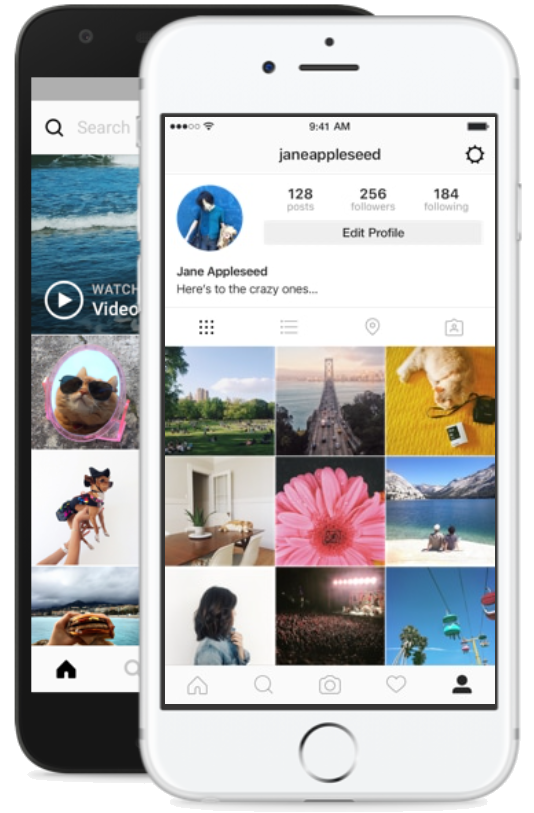 Search
WATCH
Video
9:41 AM
janeappleseed
128
posts
256
followers
184
following
Edit Profile
Jane Appleseed
Here's to the crazy ones...